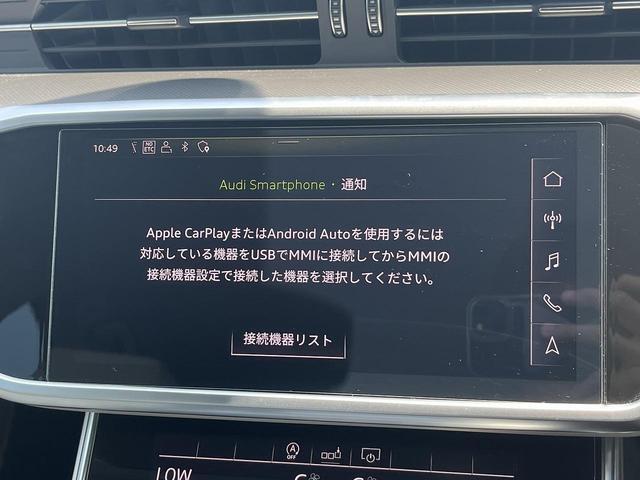 10:49 NO
ETC
Audi Smartphone・通知
Apple CarPlayまたはAndroid Autoを使用するには
対応している機器をUSBでMMIに接続してからMMIの
接続機器設定で接続した機器を選択してください。
接続機器リスト
A
OFF
LOW